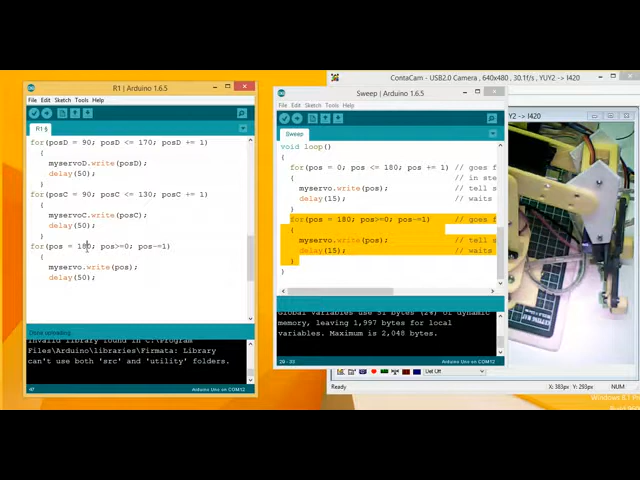 R1 | Arduino 1.6.5
File Edit Sketch Tools Help
R1 §
for(posD = 90; posD <= 170; posD += 1)
{
myservoD.write(posD);
delay(50);
}
for(posC = 90; posC <= 130; posC += 1)
{
myservoC.write(posC);
delay(50);
}
for(pos = 180; pos>=0; pos-=1)
{
myservo.write(pos);
delay(50);
Done compiling.
Invalid library found in C:\Program
Files\Arduino\libraries\Firmata: Library
can't use both 'src' and 'utility' folders.
47
Arduino Uno on COM12
Sweep | Arduino 1.6.5
File Edit Sketch Tools Help
Sweep
void loop()
{
for(pos = 0; pos <= 180; pos += 1) // goes f
{ // in ste
myservo.write(pos); // tell s
delay(15); // waits
}
for(pos = 180; pos>=0; pos-=1) // goes f
{
myservo.write(pos); // tell s
delay(15); // waits
}
}
Global variables use 51 bytes (2%) of dynamic
memory, leaving 1,997 bytes for local
variables. Maximum is 2,048 bytes.
Arduino Uno on COM12
ContaCam - USB2.0 Camera , 640x480 , 30.1f/s , YUY2 -> I420
YUY2 -> I420
Det Off
Ready
X: 383px
Y: 293px
NUM
Windows 8.1 Pro